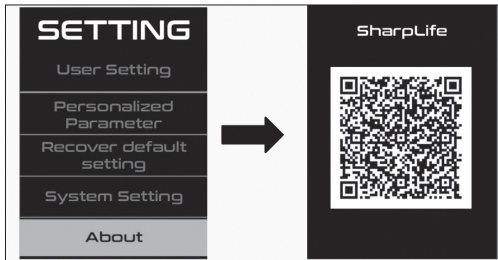 SETTING
User Setting
Personalized
Parameter
Recover default
setting
System Setting
About
SharpLife